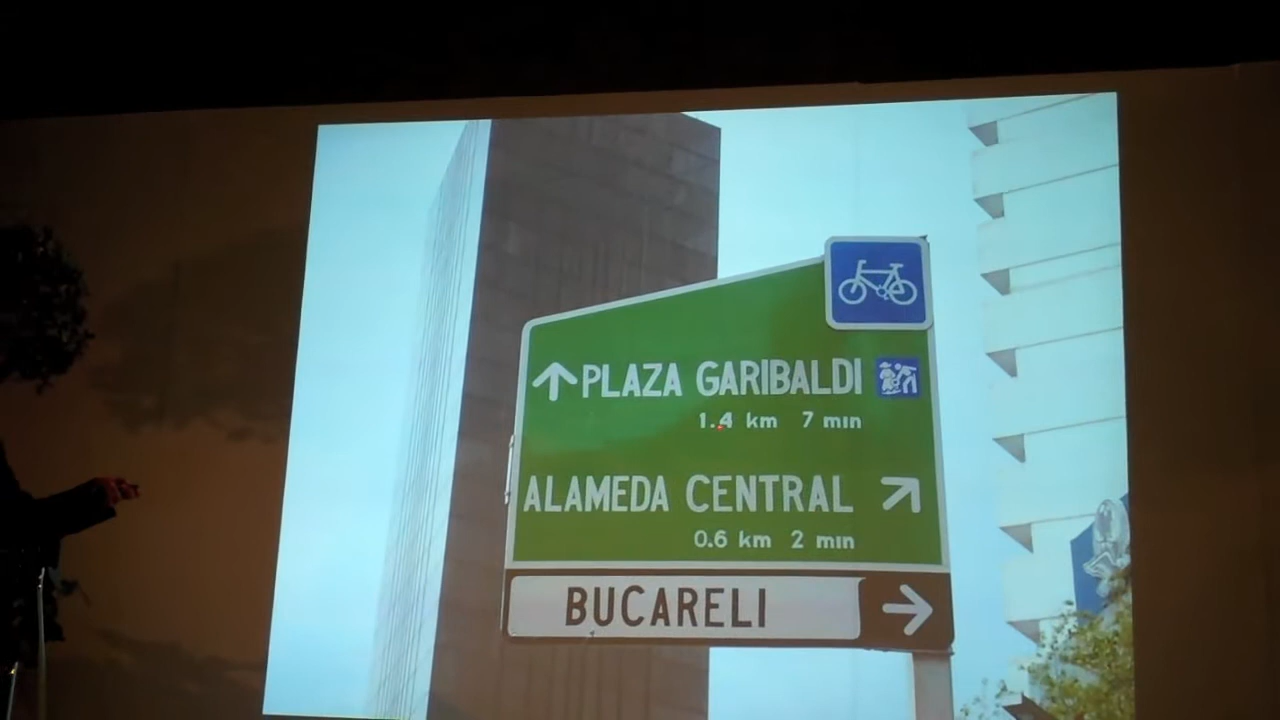 PLAZA GARIBALDI
1.4 km 7 min
ALAMEDA CENTRAL
0.6 km 2 min
BUCARELI